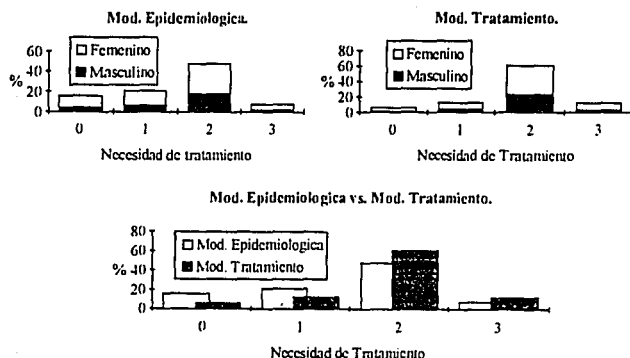 Mod. Epidemiologica.
60
40
20
0
%
Femenino
Masculino
0 1 2 3
Necesidad de tratamiento
Mod. Tratamiento.
80
60
40
20
0
%
Femenino
Masculino
0 1 2 3
Necesidad de Tratamiento
Mod. Epidemiologica vs. Mod. Tratamiento.
80
60
40
20
0
%
Mod. Epidemiologica
Mod. Tratamiento
0 1 2 3
Necesidad de Tratamiento